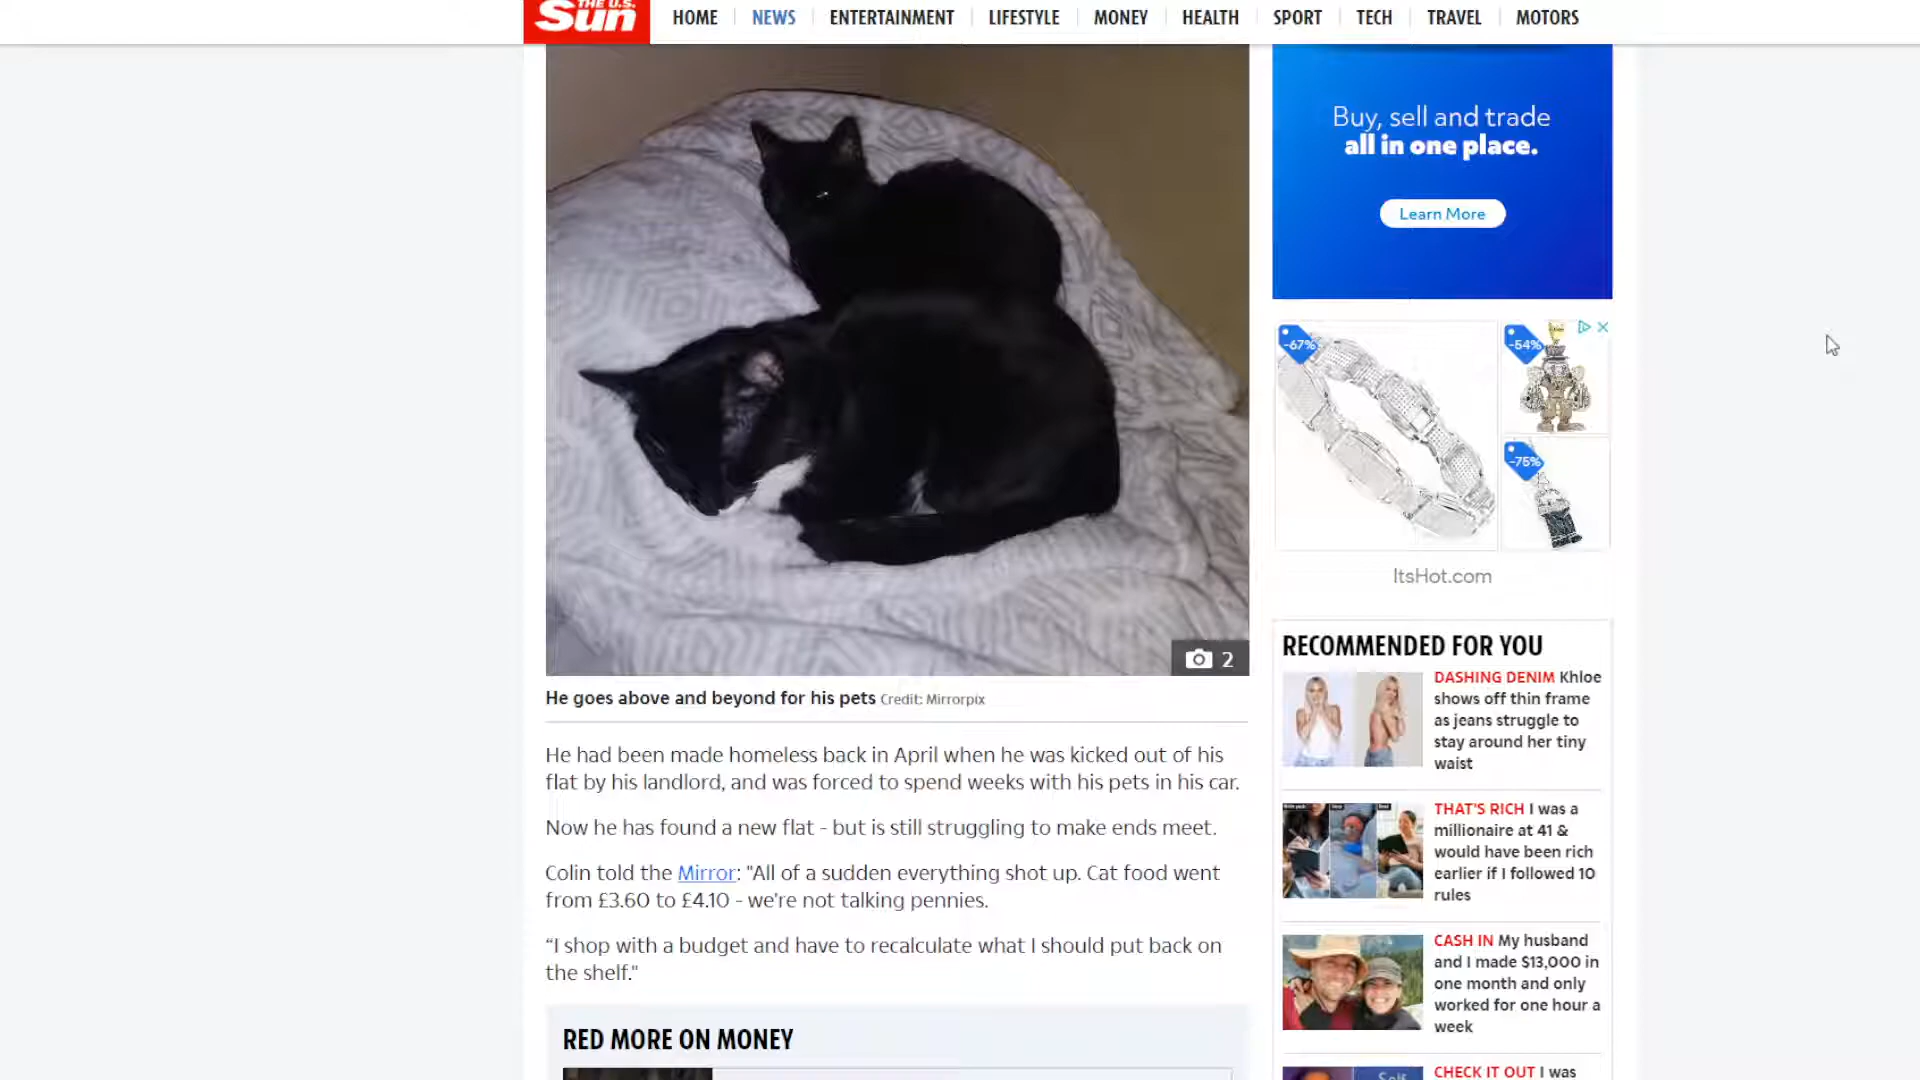 THE U.S.
Sun
HOME
NEWS
ENTERTAINMENT
LIFESTYLE
MONEY
HEALTH
SPORT
TECH
TRAVEL
MOTORS
2
He goes above and beyond for his pets Credit: Mirrorpix
He had been made homeless back in April when he was kicked out of his
flat by his landlord, and was forced to spend weeks with his pets in his car.
Now he has found a new flat - but is still struggling to make ends meet.
Colin told the Mirror: "All of a sudden everything shot up. Cat food went
from £3.60 to £4.10 - we're not talking pennies.
“I shop with a budget and have to recalculate what I should put back on
the shelf."
RED MORE ON MONEY
Buy, sell and trade
all in one place.
Learn More
-67%
-54%
-75%
ItsHot.com
RECOMMENDED FOR YOU
DASHING DENIM Khloe
shows off thin frame
as jeans struggle to
stay around her tiny
waist
THAT'S RICH I was a
millionaire at 41 &
would have been rich
earlier if I followed 10
rules
CASH IN My husband
and I made $13,000 in
one month and only
worked for one hour a
week
CHECK IT OUT I was